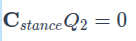 C_{stance}Q_2 = 0